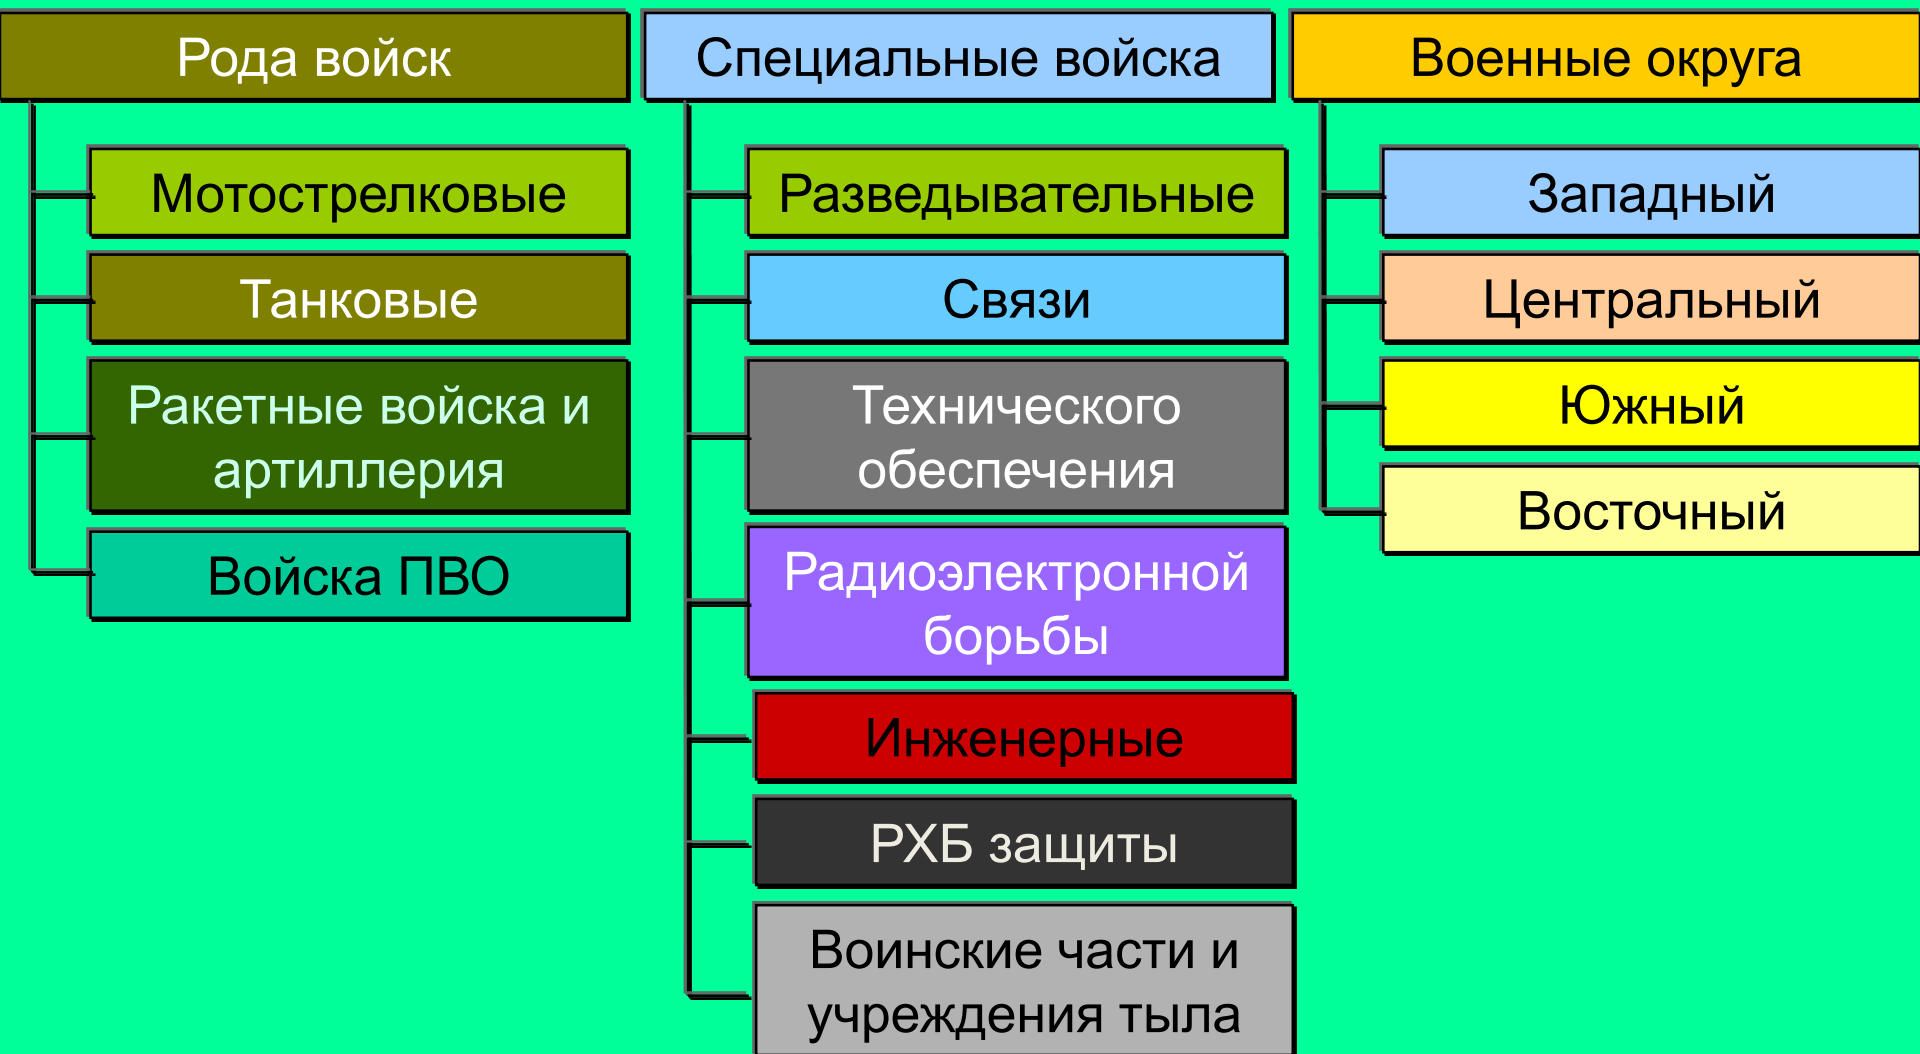 Рода войск
Мотострелковые
Танковые
Ракетные войска и
артиллерия
Войска ПВО
Специальные войска
Разведывательные
Связи
Технического
обеспечения
Радиоэлектронной
борьбы
Инженерные
РХБ защиты
Воинские части и
учреждения тыла
Военные округа
Западный
Центральный
Южный
Восточный